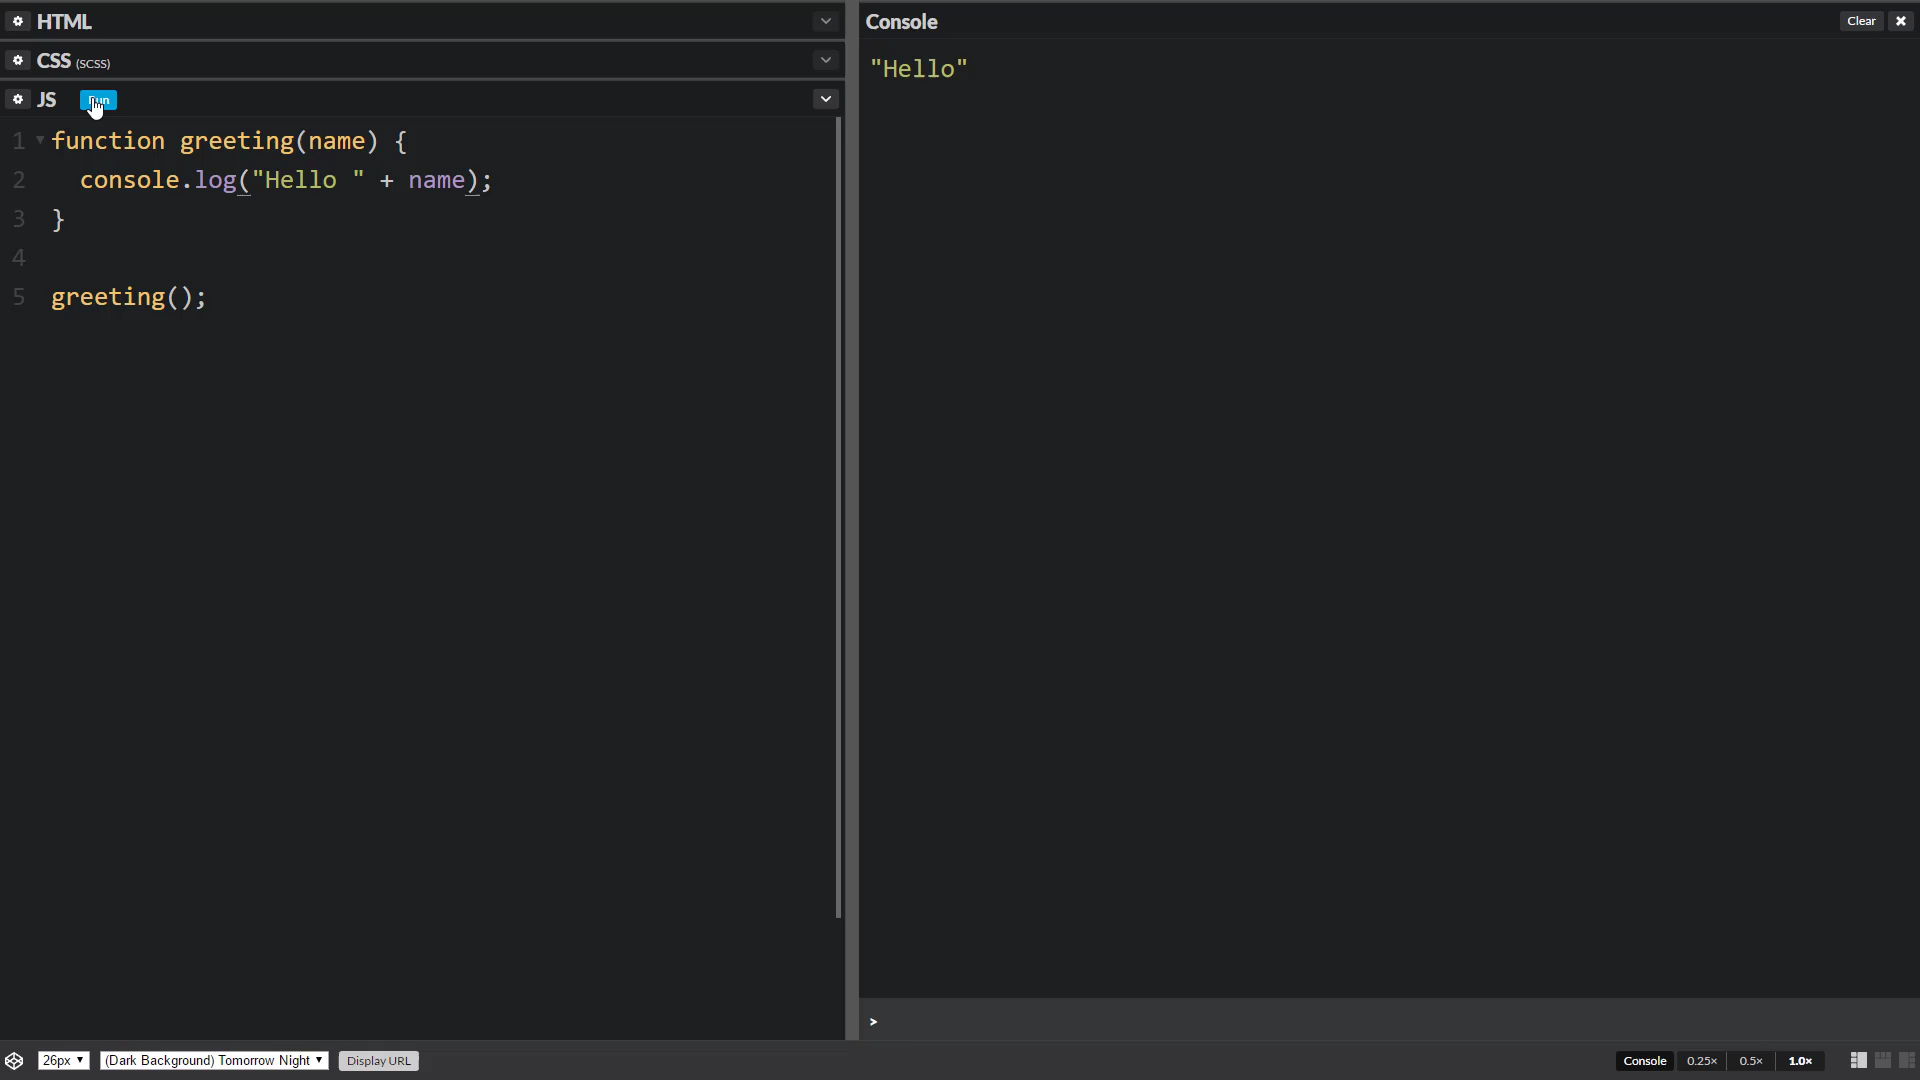 HTML
CSS (SCSS)
JS Run
1 function greeting(name) {
2 console.log("Hello " + name);
3 }
4
5 greeting();
Console Clear
"Hello"
>
26px (Dark Background) Tomorrow Night Display URL
Console 0.25× 0.5× 1.0×